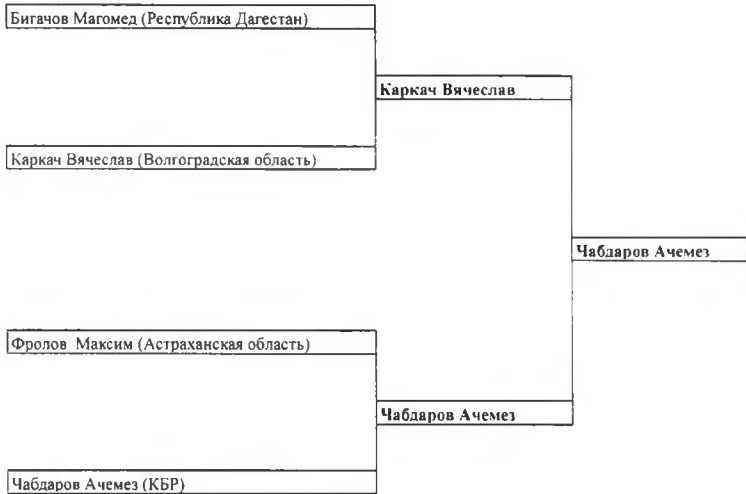 Бигачов Магомед (Республика Дагестан)
Каркач Вячеслав
Каркач Вячеслав (Волгоградская область)
Чабдаров Ачемез
Фролов Максим (Астраханская область)
Чабдаров Ачемез
Чабдаров Ачемез (КБР)